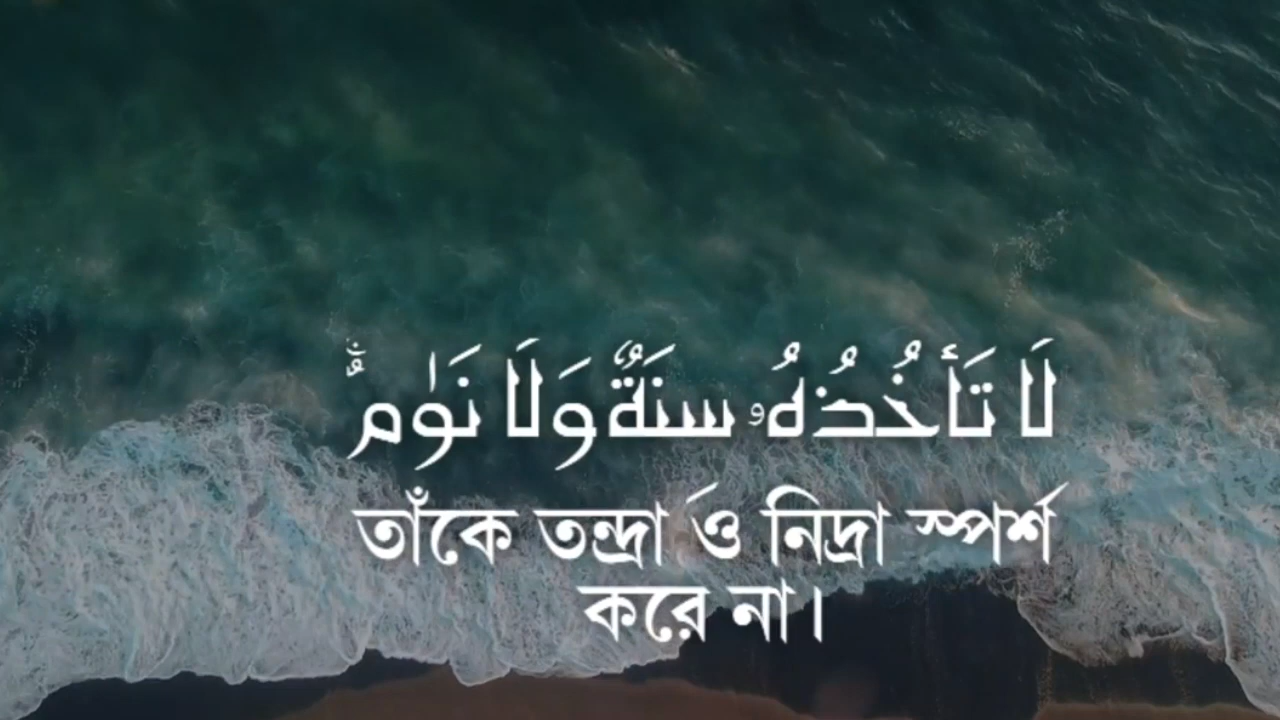 لَا تَأْخُذُهُۥ سِنَةٌ وَلَا نَوْمٌ ۚ
তাঁকে তন্দ্রা ও নিদ্রা স্পর্শ
করে না।